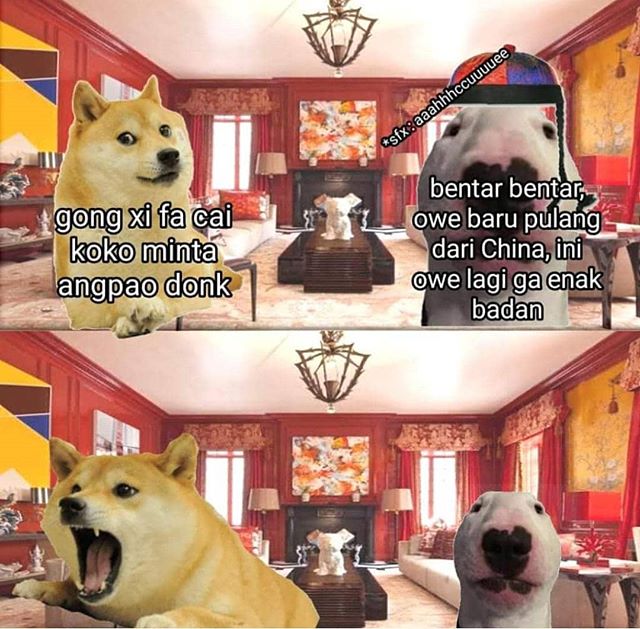 gong xi fa cai
koko minta
angpao donk
*sfx : aaahhhccuuuuee
bentar bentar,
owe baru pulang
dari China, ini
owe lagi ga enak
badan